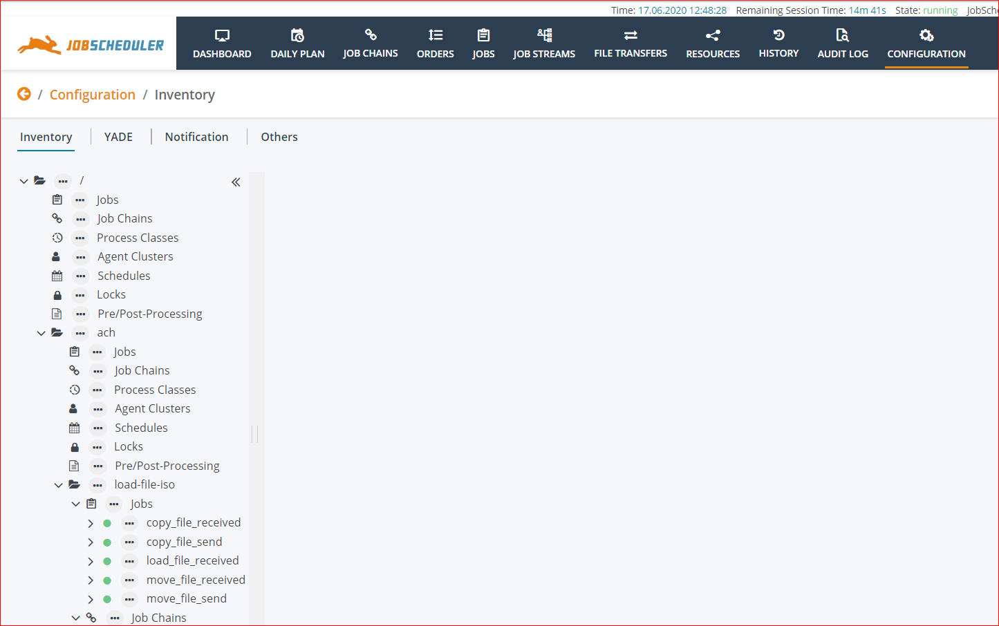 Time: 17.06.2020 12:48:28 Remaining Session Time: 14m 41s State: running JobSche
JOBSCHEDULER
DASHBOARD DAILY PLAN JOB CHAINS ORDERS JOBS JOB STREAMS FILE TRANSFERS RESOURCES HISTORY AUDIT LOG CONFIGURATION
/ Configuration / Inventory
Inventory YADE Notification Others
/
Jobs
Job Chains
Process Classes
Agent Clusters
Schedules
Locks
Pre/Post-Processing
ach
Jobs
Job Chains
Process Classes
Agent Clusters
Schedules
Locks
Pre/Post-Processing
load-file-iso
Jobs
copy_file_received
copy_file_send
load_file_received
move_file_received
move_file_send
Job Chains